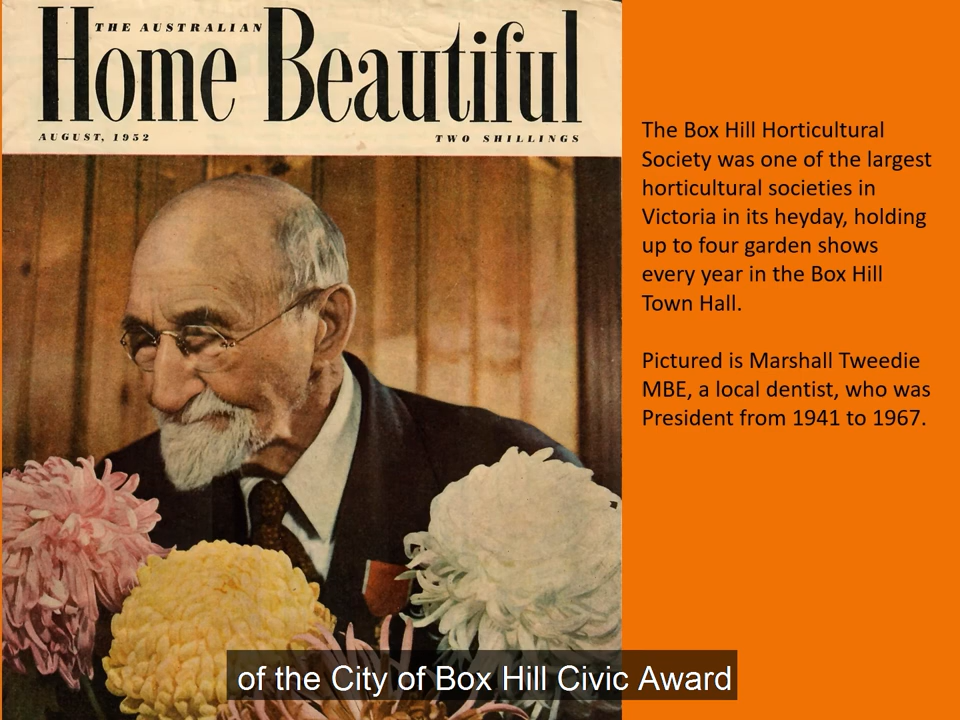 THE AUSTRALIAN
Home Beautiful
AUGUST, 1952
TWO SHILLINGS
The Box Hill Horticultural
Society was one of the largest
horticultural societies in
Victoria in its heyday, holding
up to four garden shows
every year in the Box Hill
Town Hall.
Pictured is Marshall Tweedie
MBE, a local dentist, who was
President from 1941 to 1967.
of the City of Box Hill Civic Award